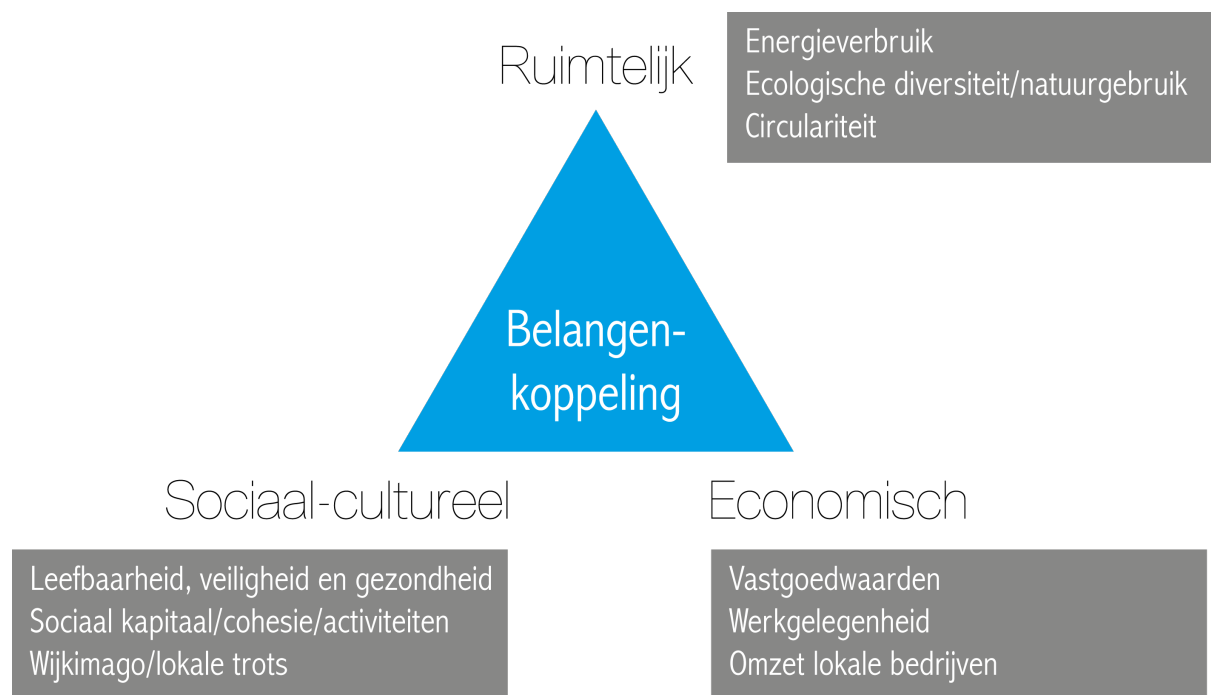 Ruimtelijk
Energieverbruik
Ecologische diversiteit/natuurgebruik
Circulariteit
Belangen-
koppeling
Sociaal-cultureel
Leefbaarheid, veiligheid en gezondheid
Sociaal kapitaal/cohesie/activiteiten
Wijkimago/lokale trots
Economisch
Vastgoedwaarden
Werkgelegenheid
Omzet lokale bedrijven